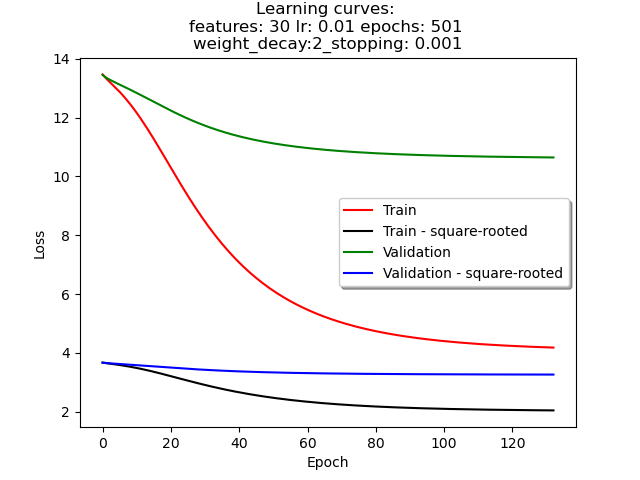 Learning curves:
features: 30 lr: 0.01 epochs: 501
weight_decay:2_stopping: 0.001
14
12
10
8
6
4
2
Loss
Train
Train - square-rooted
Validation
Validation - square-rooted
0 20 40 60 80 100 120
Epoch